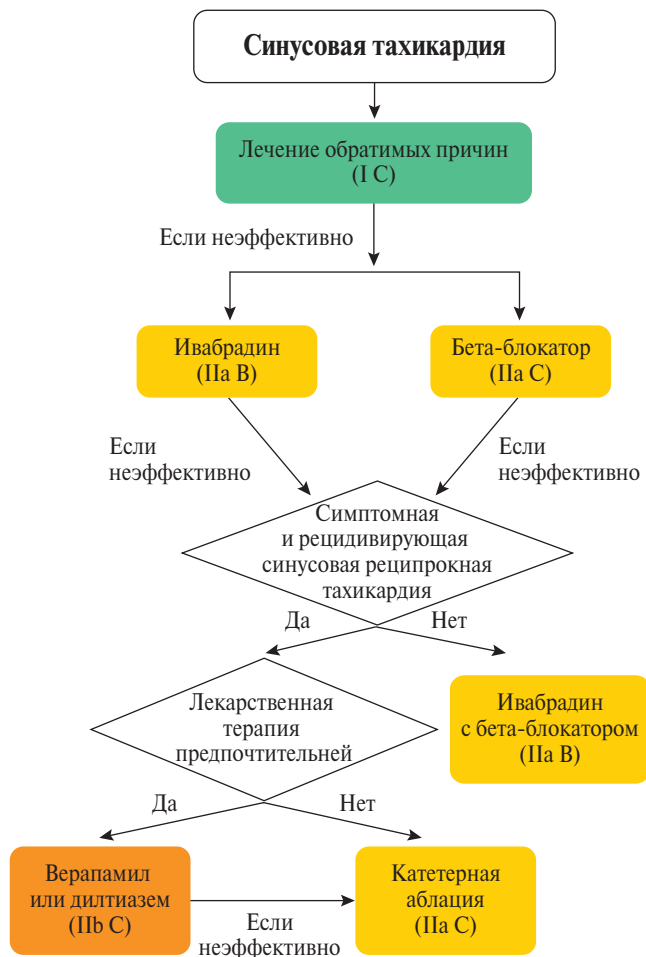 Синусовая тахикардия
Лечение обратимых причин
(I C)
Если неэффективно
Ивабрадин
(IIa B)
Бета-блокатор
(IIa C)
Если
неэффективно
Если
неэффективно
Симптомная
и рецидивирующая
синусовая реципрокная
тахикардия
Да
Нет
Лекарственная
терапия
предпочтительней
Ивабрадин
с бета-блокатором
(IIa B)
Да
Нет
Верапамил
или дилтиазем
(IIb C)
Если
неэффективно
Катетерная
аблация
(IIa C)